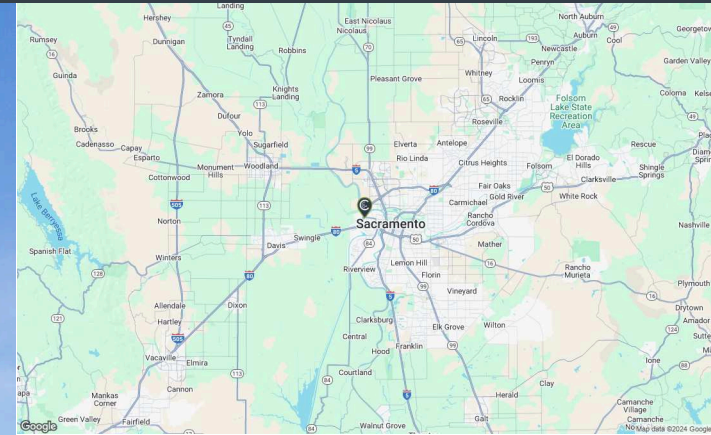 Landing
Hershey
East Nicolaus
North Auburn
Rumsey
Dunnigan
Tyndall
Landing
Nicolaus
Lincoln
Auburn
Cool
Georgetow
Robbins
Newcastle
Penryn
Guinda
Knights
Landing
Pleasant Grove
Whitney
Loomis
Garden Valley
Zamora
Rocklin
Folsom
Lake State
Recreation
Area
Coloma
Kelse
Dufour
Roseville
Brooks
Yolo
Cadenasso
Capay
Sugarfield
Elverta
Antelope
Rescue
Esparto
Rio Linda
Citrus Heights
El Dorado
Hills
Monument
Hills
Woodland
Folsom
Shingle
Springs
Cottonwood
Clarksville
Fair Oaks
Gold River
White Rock
Carmichael
Lake Berryessa
Norton
Rancho
Cordova
Sacramento
Nashville
Swingle
Davis
Mather
Spanish Flat
Winters
Riverview
Lemon Hill
Florin
Rancho
Murieta
Plymouth
Vineyard
Allendale
Dixon
Drytown
Hartley
Clarksburg
Amador
Elk Grove
Wilton
Central
Vacaville
Elmira
Hood
Franklin
Ione
Courtland
Cannon
Clay
Mankas
Corner
Herald
Camanche
Village
Green Valley
Fairfield
Walnut Grove
Galt
Google
Map data ©2024 Google